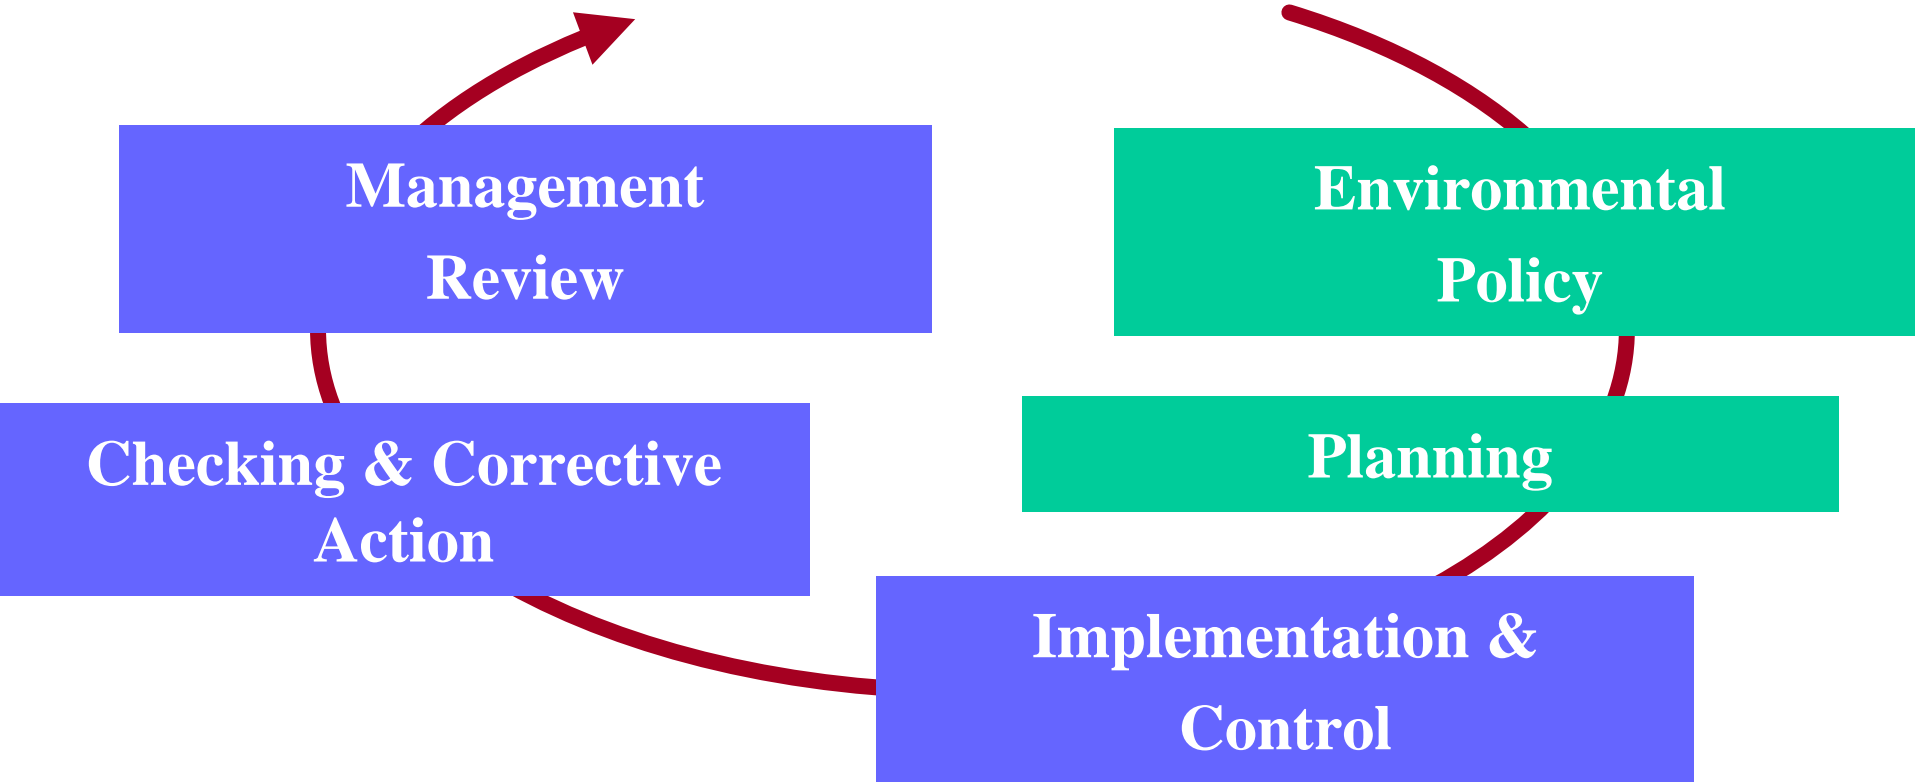 Management
Review
Environmental
Policy
Checking & Corrective
Action
Planning
Implementation &
Control